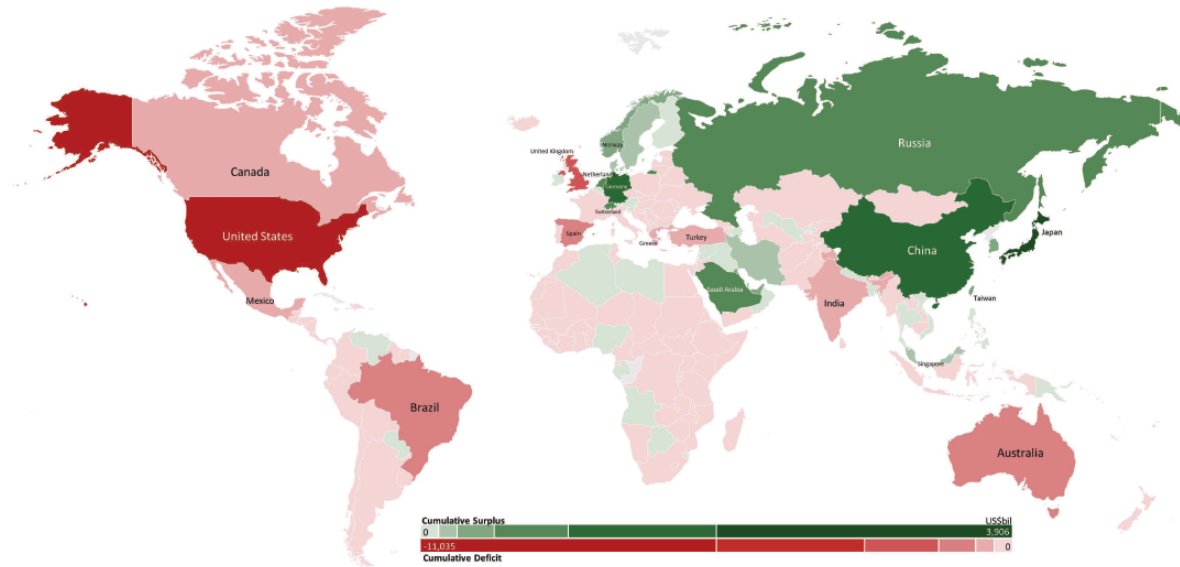 United Kingdom
Norway
Russia
Netherland
Germany
Canada
Switzerland
United States
Spain
Turkey
China
Japan
Greece
Saudi Arabia
Mexico
India
Taiwan
Singapore
Brazil
Australia
Cumulative Surplus US$bil
0 3,906
-11,035 0
Cumulative Deficit